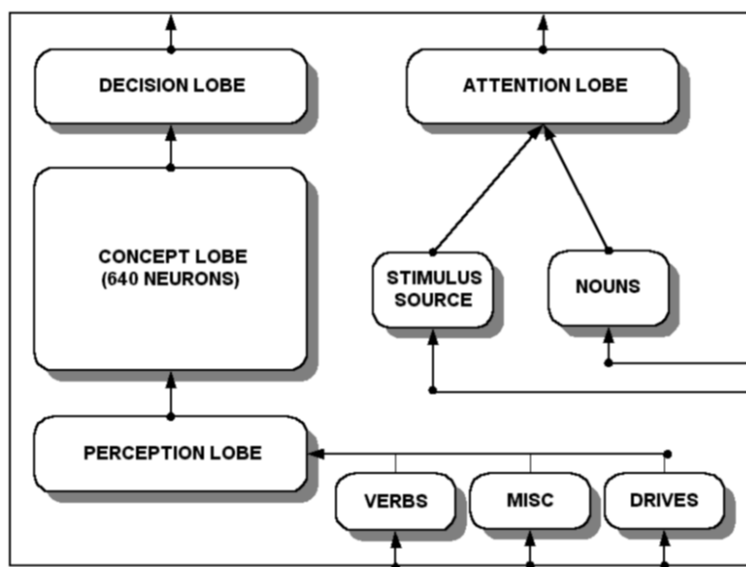 DECISION LOBE
ATTENTION LOBE
CONCEPT LOBE
(640 NEURONS)
STIMULUS
SOURCE
NOUNS
PERCEPTION LOBE
VERBS
MISC
DRIVES